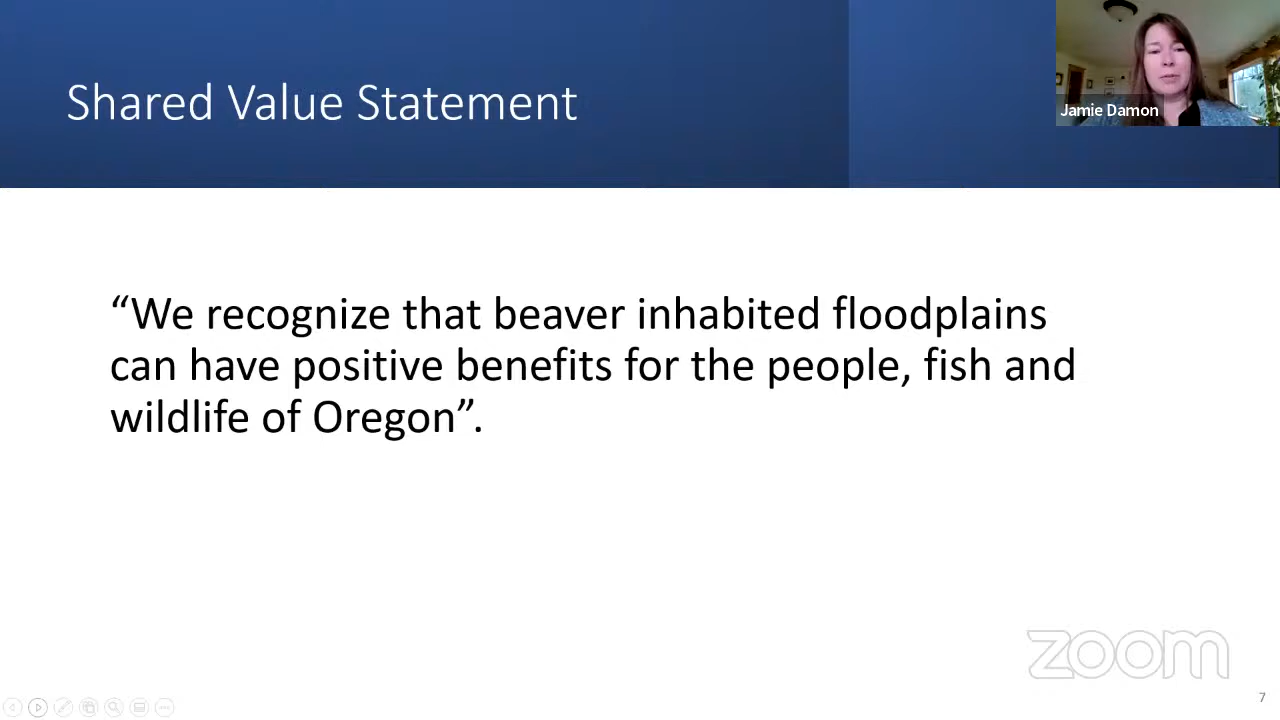 Shared Value Statement
Jamie Damon
“We recognize that beaver inhabited floodplains
can have positive benefits for the people, fish and
wildlife of Oregon”.
zoom
7